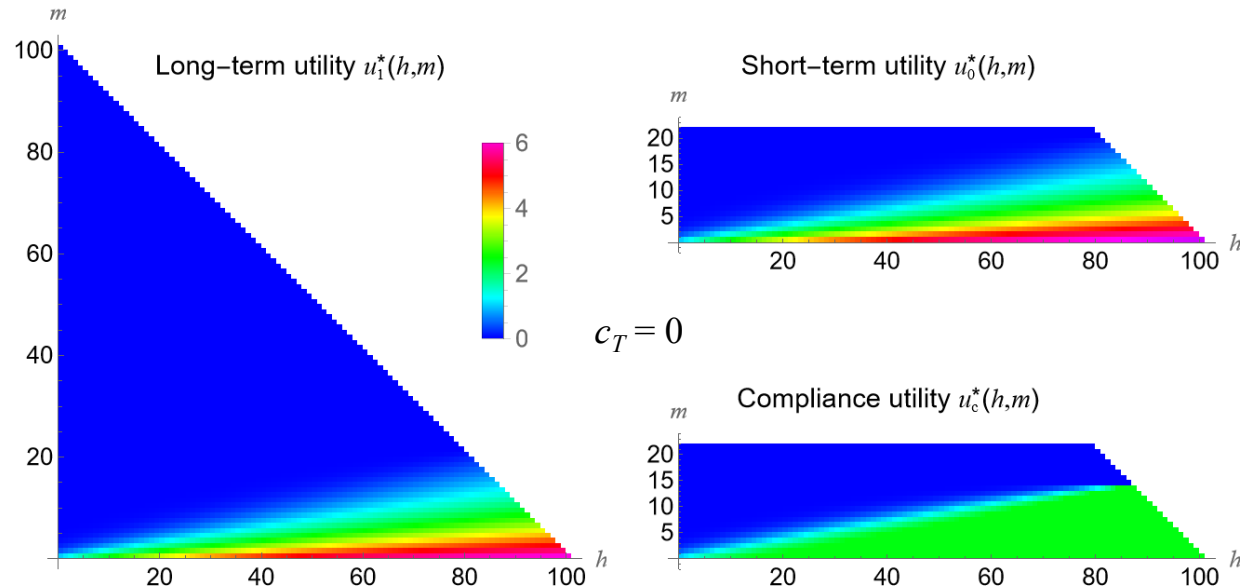 m
100
80
60
40
20
Long−term utility u₁*(h,m)
6
4
2
0
20 40 60 80 100 h
Short−term utility u₀*(h,m)
m
20
15
10
5
20 40 60 80 100 h
c_T = 0
Compliance utility u_c*(h,m)
m
20
15
10
5
20 40 60 80 100 h